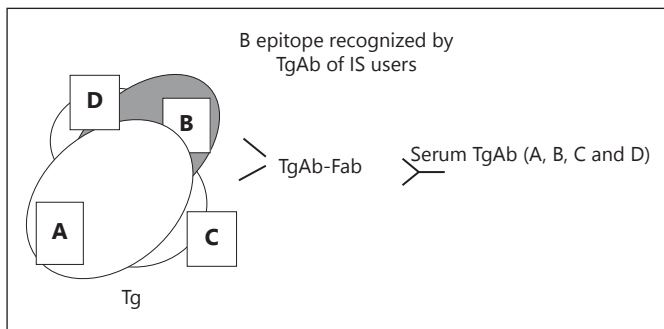 B epitope recognized by
TgAb of IS users
D
B
TgAb-Fab
Serum TgAb (A, B, C and D)
A
C
Tg